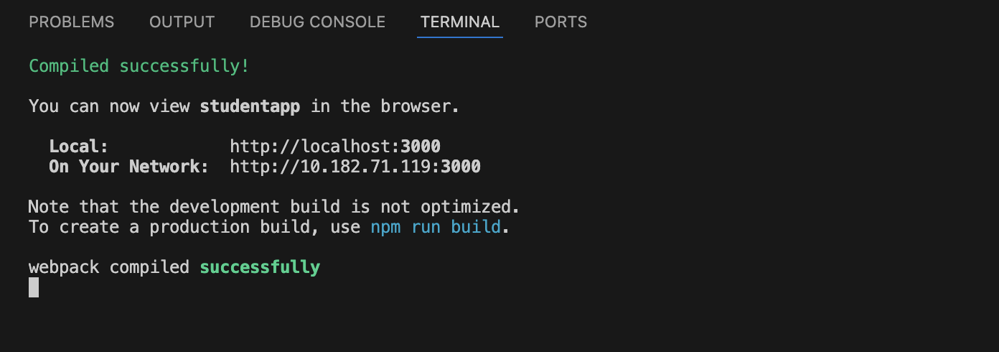 PROBLEMS OUTPUT DEBUG CONSOLE TERMINAL PORTS
Compiled successfully!
You can now view studentapp in the browser.
Local: http://localhost:3000
On Your Network: http://10.182.71.119:3000
Note that the development build is not optimized.
To create a production build, use npm run build.
webpack compiled successfully